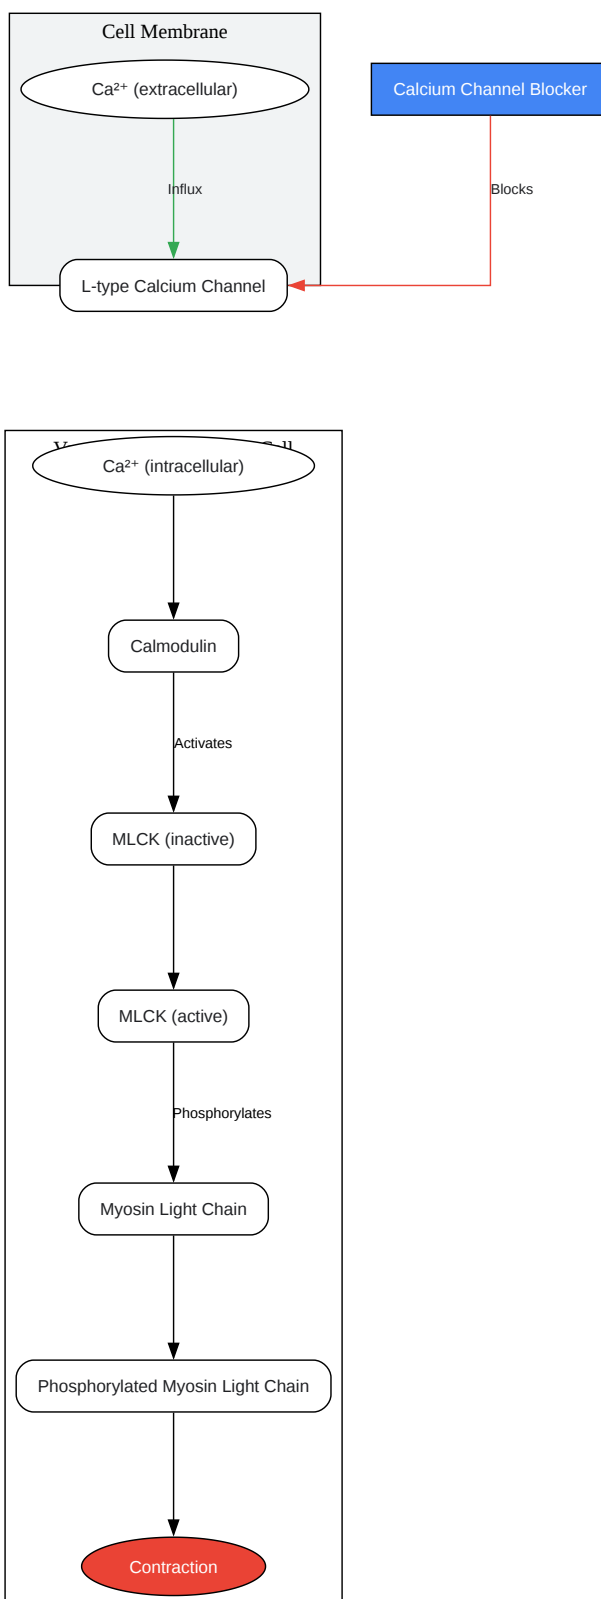 Cell Membrane
Ca²⁺ (extracellular)
Calcium Channel Blocker
Influx
Blocks
L-type Calcium Channel
Cell
Ca²⁺ (intracellular)
Calmodulin
Activates
MLCK (inactive)
MLCK (active)
Phosphorylates
Myosin Light Chain
Phosphorylated Myosin Light Chain
Contraction